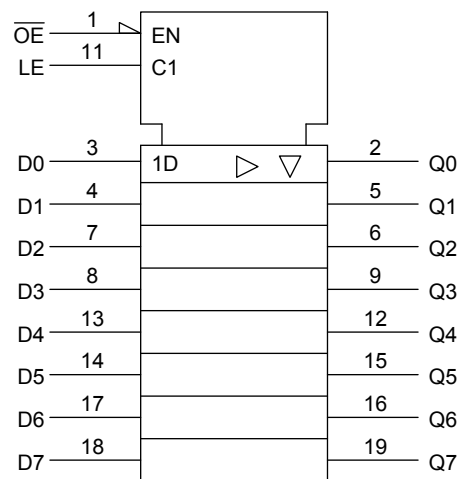 O̅E̅ 1 EN
LE 11 C1
D0 3 1D 2 Q0
D1 4 5 Q1
D2 7 6 Q2
D3 8 9 Q3
D4 13 12 Q4
D5 14 15 Q5
D6 17 16 Q6
D7 18 19 Q7